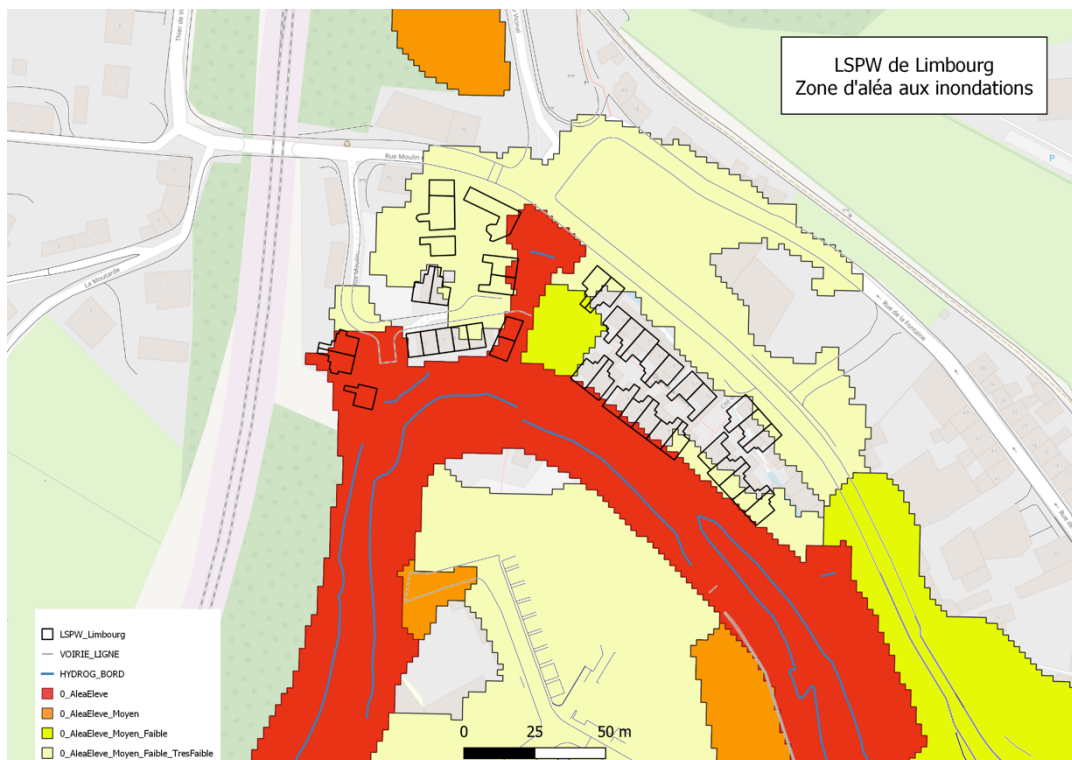 LSPW de Limbourg
Zone d'aléa aux inondations
Rue Moulin
La Moutarde
Rue de la Fontaine
P
LSPW_Limbourg
VOIRIE_LIGNE
HYDROG_BORD
0_AleaEleve
0_AleaEleve_Moyen
0_AleaEleve_Moyen_Faible
0_AleaEleve_Moyen_Faible_TresFaible
0 25 50 m